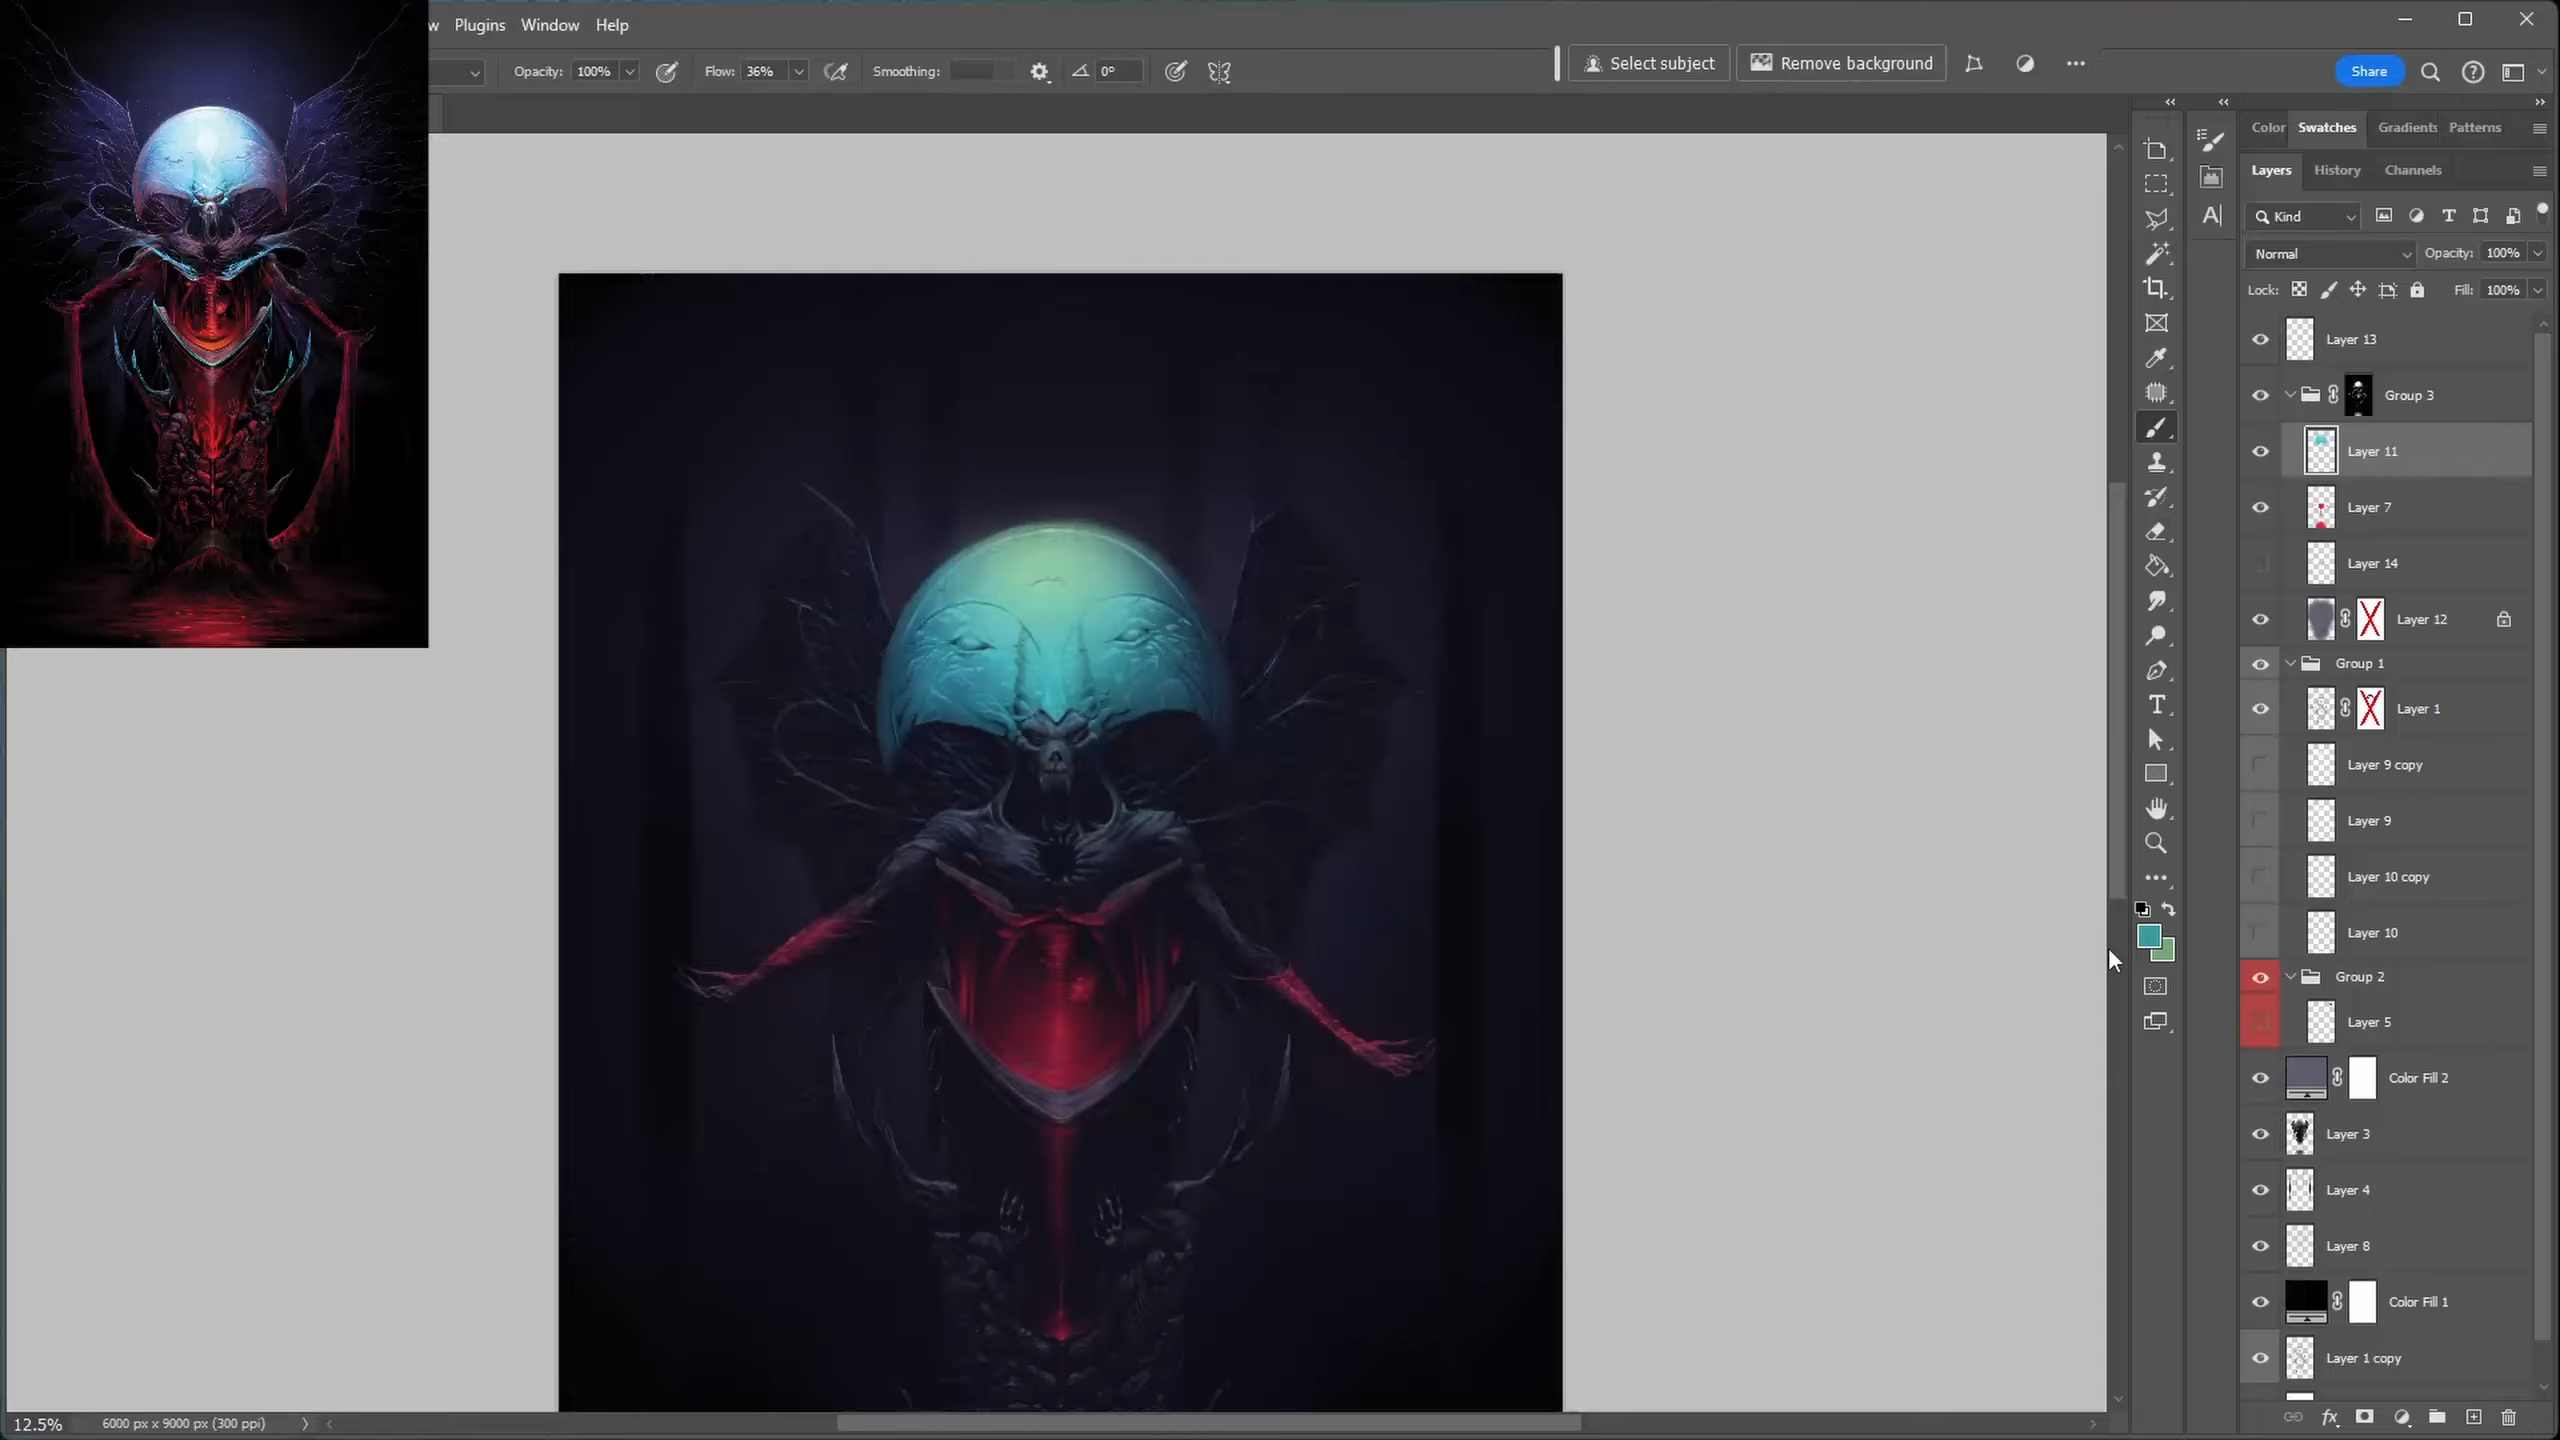 w Plugins Window Help
Opacity: 100% Flow: 36% Smoothing: 0° Select subject Remove background Share
Color Swatches Gradients Patterns
Layers History Channels
Kind
Normal Opacity: 100%
Lock: Fill: 100%
Layer 13
Group 3
Layer 11
Layer 7
Layer 14
Layer 12
Group 1
Layer 1
Layer 9 copy
Layer 9
Layer 10 copy
Layer 10
Group 2
Layer 5
Color Fill 2
Layer 3
Layer 4
Layer 8
Color Fill 1
Layer 1 copy
12.5% 6000 px x 9000 px (300 ppi)